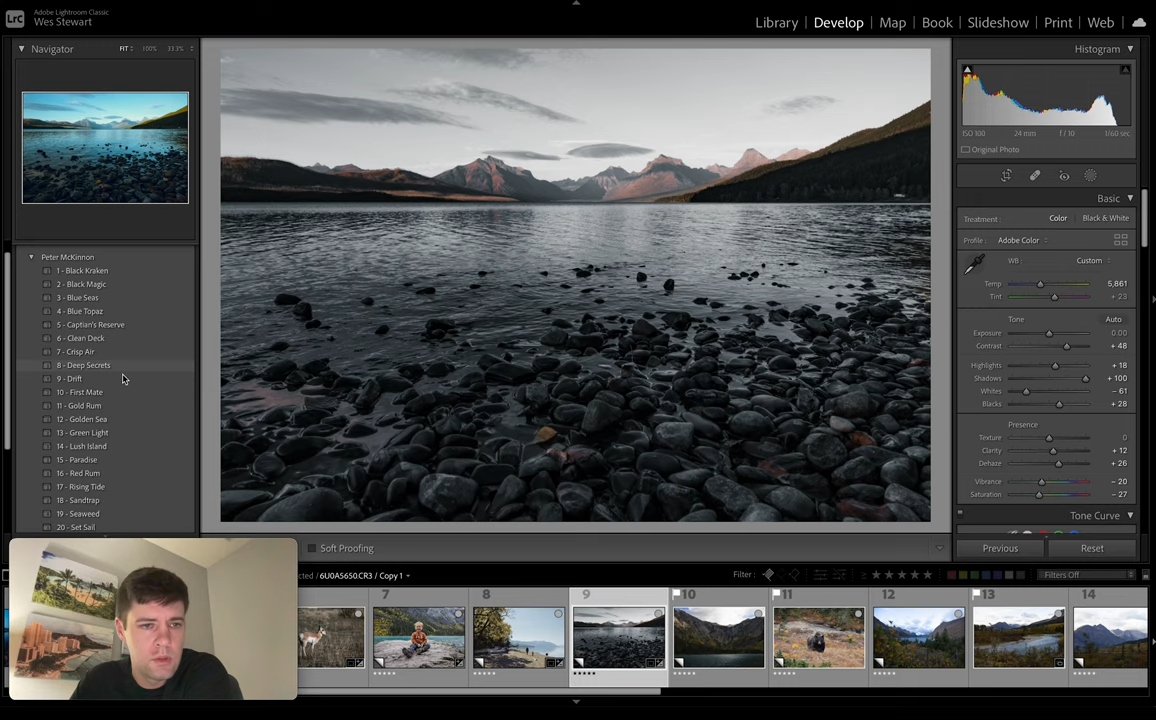 LrC
Adobe Lightroom Classic
Wes Stewart
Library | Develop | Map | Book | Slideshow | Print | Web
Navigator FIT 100% 33.3%
Peter McKinnon
1 - Black Kraken
2 - Black Magic
3 - Blue Seas
4 - Blue Topaz
5 - Captian's Reserve
6 - Clean Deck
7 - Crisp Air
8 - Deep Secrets
9 - Drift
10 - First Mate
11 - Gold Rum
12 - Golden Sea
13 - Green Light
14 - Lush Island
15 - Paradise
16 - Red Rum
17 - Rising Tide
18 - Sandtrap
19 - Seaweed
20 - Set Sail
Histogram
ISO 100 24 mm f / 10 1/60 sec
Original Photo
Basic
Treatment : Color Black & White
Profile : Adobe Color
WB : Custom
Temp 5,861
Tint + 23
Tone Auto
Exposure 0.00
Contrast + 48
Highlights + 18
Shadows + 100
Whites – 61
Blacks + 28
Presence
Texture 0
Clarity + 12
Dehaze + 26
Vibrance – 20
Saturation – 27
Tone Curve
Previous Reset
Soft Proofing
cted / 6U0A5650.CR3 / Copy 1
Filter : Filters Off
7 8 9 10 11 12 13 14